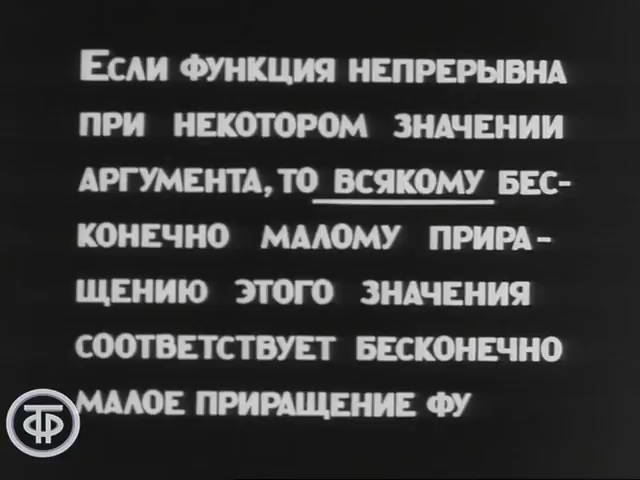 Если функция непрерывна
при некотором значении
аргумента, то всякому бес-
конечно малому прира-
щению этого значения
соответствует бесконечно
малое приращение фу